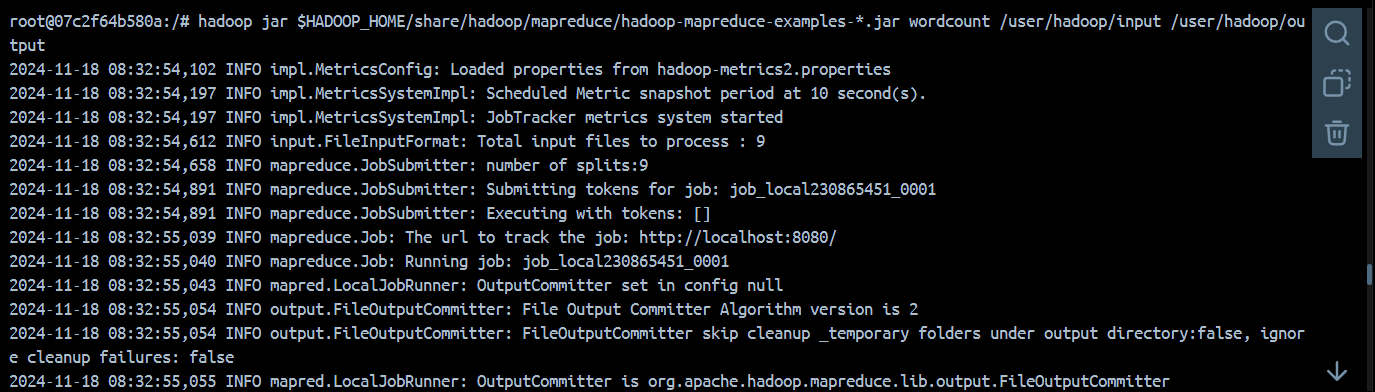 root@07c2f64b580a:/# hadoop jar $HADOOP_HOME/share/hadoop/mapreduce/hadoop-mapreduce-examples-*.jar wordcount /user/hadoop/input /user/hadoop/ou
tput
2024-11-18 08:32:54,102 INFO impl.MetricsConfig: Loaded properties from hadoop-metrics2.properties
2024-11-18 08:32:54,197 INFO impl.MetricsSystemImpl: Scheduled Metric snapshot period at 10 second(s).
2024-11-18 08:32:54,197 INFO impl.MetricsSystemImpl: JobTracker metrics system started
2024-11-18 08:32:54,612 INFO input.FileInputFormat: Total input files to process : 9
2024-11-18 08:32:54,658 INFO mapreduce.JobSubmitter: number of splits:9
2024-11-18 08:32:54,891 INFO mapreduce.JobSubmitter: Submitting tokens for job: job_local230865451_0001
2024-11-18 08:32:54,891 INFO mapreduce.JobSubmitter: Executing with tokens: []
2024-11-18 08:32:55,039 INFO mapreduce.Job: The url to track the job: http://localhost:8080/
2024-11-18 08:32:55,040 INFO mapreduce.Job: Running job: job_local230865451_0001
2024-11-18 08:32:55,043 INFO mapred.LocalJobRunner: OutputCommitter set in config null
2024-11-18 08:32:55,054 INFO output.FileOutputCommitter: File Output Committer Algorithm version is 2
2024-11-18 08:32:55,054 INFO output.FileOutputCommitter: FileOutputCommitter skip cleanup _temporary folders under output directory:false, ignor
e cleanup failures: false
2024-11-18 08:32:55,055 INFO mapred.LocalJobRunner: OutputCommitter is org.apache.hadoop.mapreduce.lib.output.FileOutputCommitter